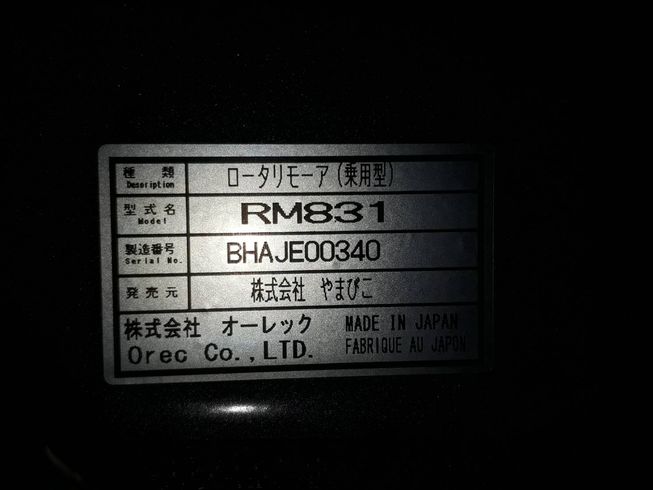 種類 ロータリモーア(乗用型)
Description
型式名 RM831
Model
製造番号 BHAJE00340
Serial No.
発売元 株式会社 やまびこ
株式会社 オーレック MADE IN JAPAN
Orec Co.,LTD. FABRIQUE AU JAPON